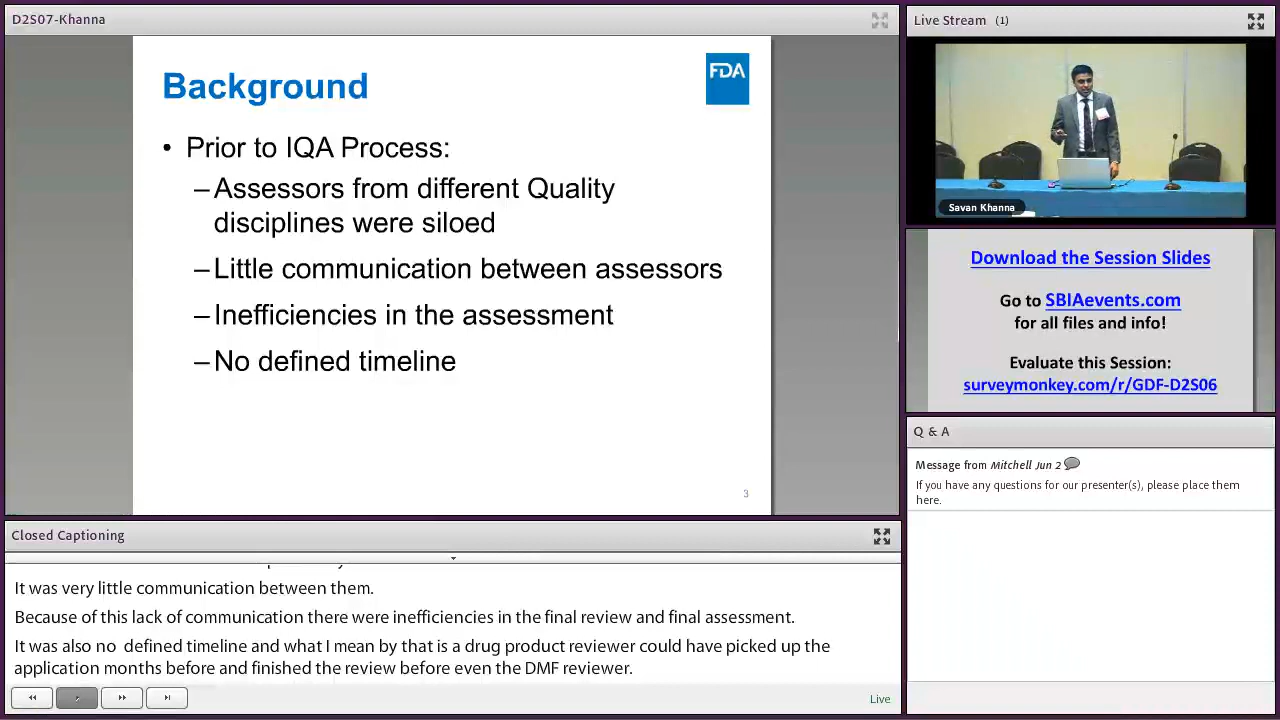 D2S07-Khanna
Background
FDA
• Prior to IQA Process:
–Assessors from different Quality
disciplines were siloed
–Little communication between assessors
–Inefficiencies in the assessment
–No defined timeline
3
Closed Captioning
It was very little communication between them.
Because of this lack of communication there were inefficiencies in the final review and final assessment.
It was also no defined timeline and what I mean by that is a drug product reviewer could have picked up the
application months before and finished the review before even the DMF reviewer.
Live
Live Stream (1)
Savan Khanna
Download the Session Slides
Go to SBIAevents.com
for all files and info!
Evaluate this Session:
surveymonkey.com/r/GDF-D2S06
Q & A
Message from Mitchell Jun 2
If you have any questions for our presenter(s), please place them
here.